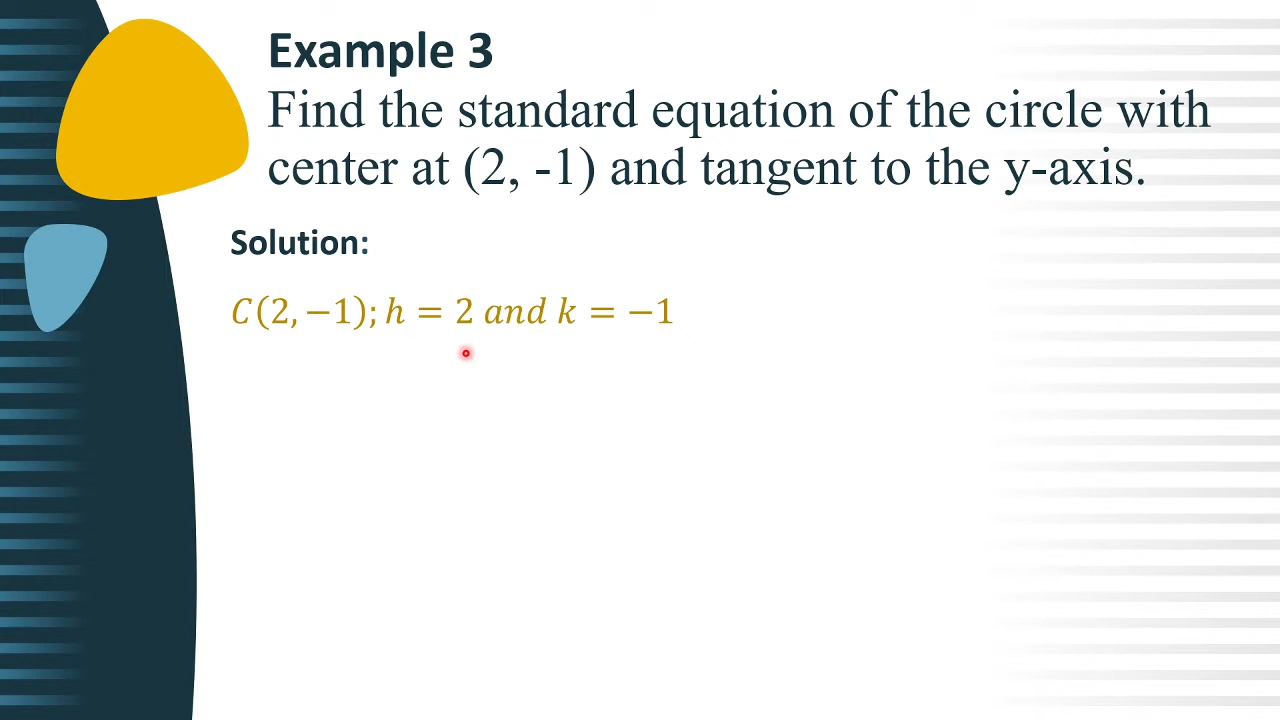 Example 3
Find the standard equation of the circle with
center at (2, -1) and tangent to the y-axis.
Solution:
C(2, −1); h = 2 and k = −1